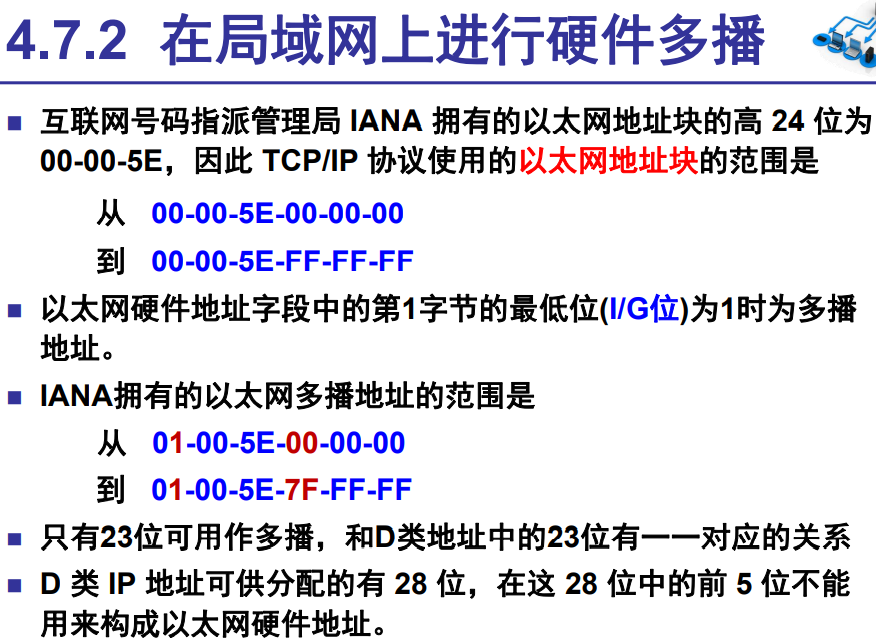 4.7.2 在局域网上进行硬件多播
■ 互联网号码指派管理局 IANA 拥有的以太网地址块的高 24 位为
00-00-5E，因此 TCP/IP 协议使用的以太网地址块的范围是
从 00-00-5E-00-00-00
到 00-00-5E-FF-FF-FF
■ 以太网硬件地址字段中的第1字节的最低位(I/G位)为1时为多播
地址。
■ IANA拥有的以太网多播地址的范围是
从 01-00-5E-00-00-00
到 01-00-5E-7F-FF-FF
■ 只有23位可用作多播，和D类地址中的23位有一一对应的关系
■ D 类 IP 地址可供分配的有 28 位，在这 28 位中的前 5 位不能
用来构成以太网硬件地址。